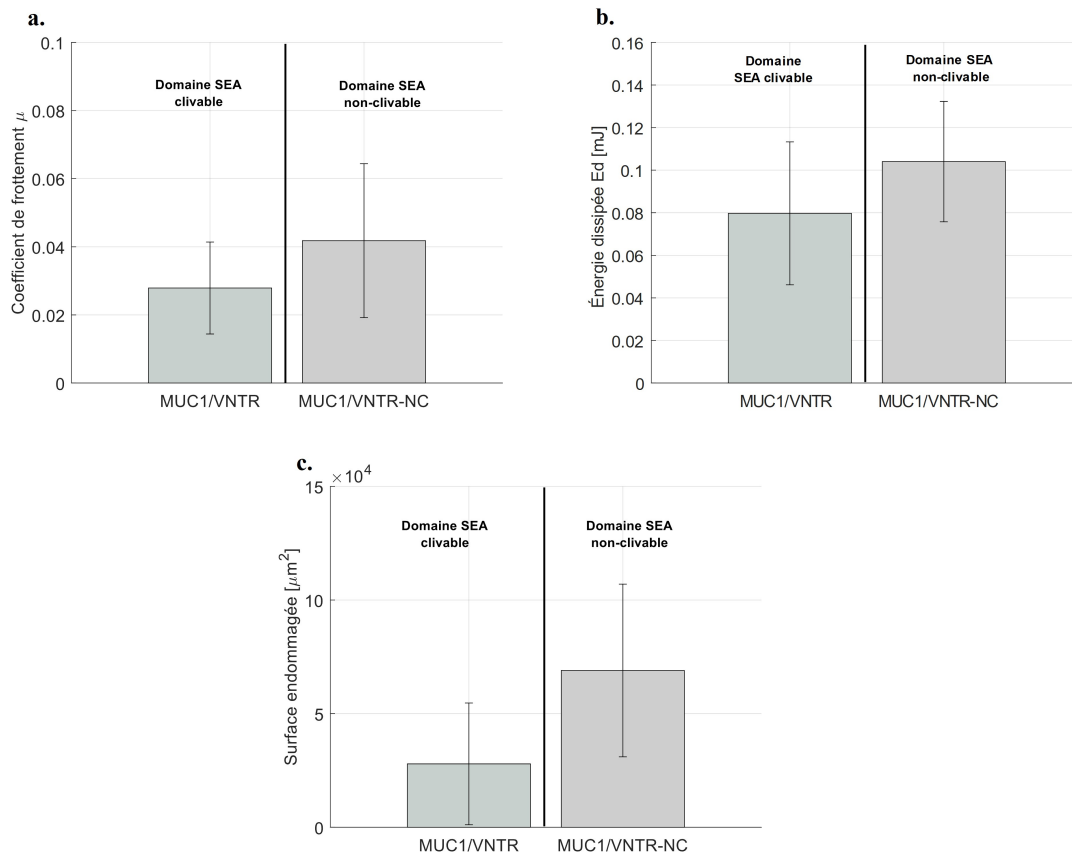 a.
0.1
0.08
0.06
0.04
0.02
0
Coefficient de frottement μ
Domaine SEA
clivable
Domaine SEA
non-clivable
MUC1/VNTR
MUC1/VNTR-NC
b.
0.16
0.14
0.12
0.1
0.08
0.06
0.04
0.02
0
Énergie dissipée Ed [mJ]
Domaine
SEA clivable
Domaine SEA
non-clivable
MUC1/VNTR
MUC1/VNTR-NC
c.
×10⁴
15
10
5
0
Surface endommagée [μm²]
Domaine SEA
clivable
Domaine SEA
non-clivable
MUC1/VNTR
MUC1/VNTR-NC